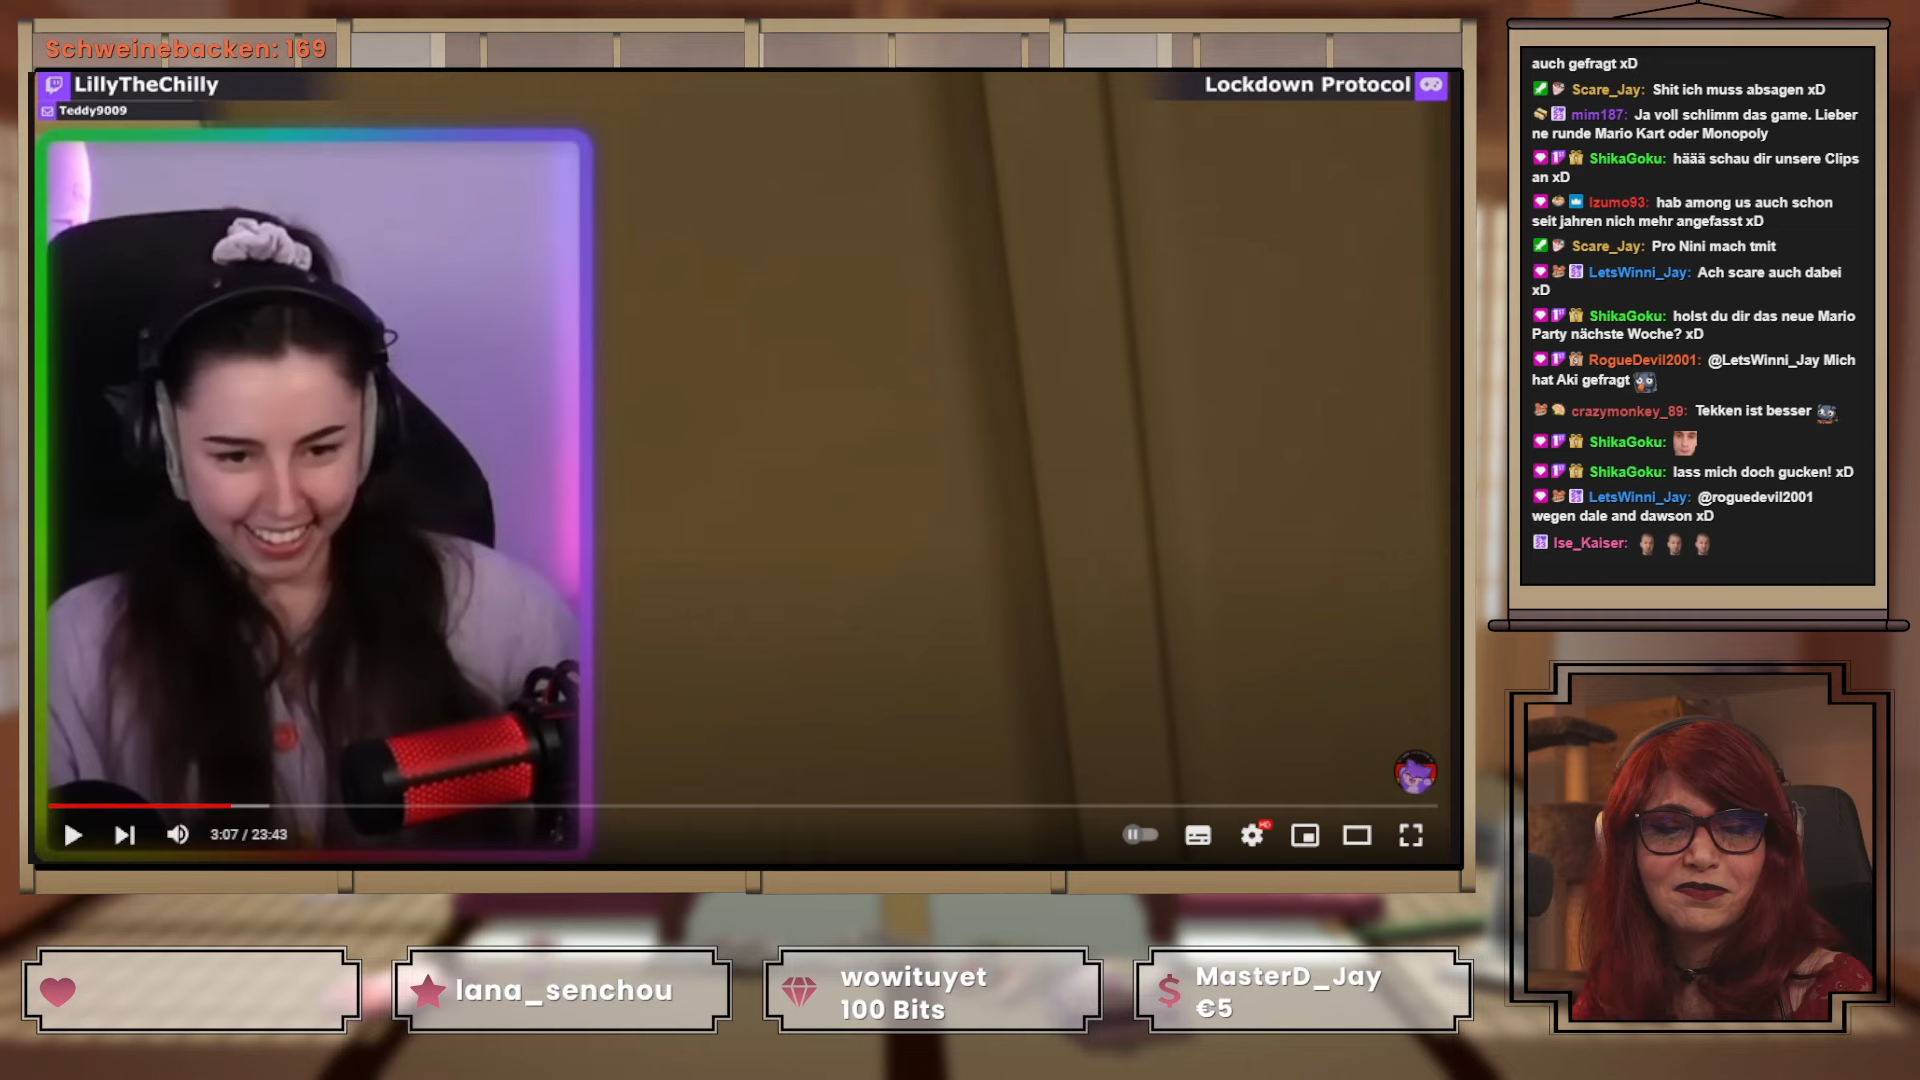 Schweinebacken: 169
LillyTheChilly
Teddy9009
Lockdown Protocol
3:07 / 23:43
HD
auch gefragt xD
Scare_Jay: Shit ich muss absagen xD
mim187: Ja voll schlimm das game. Lieber
ne runde Mario Kart oder Monopoly
ShikaGoku: häää schau dir unsere Clips
an xD
Izumo93: hab among us auch schon
seit jahren nich mehr angefasst xD
Scare_Jay: Pro Nini mach tmit
LetsWinni_Jay: Ach scare auch dabei
xD
ShikaGoku: holst du dir das neue Mario
Party nächste Woche? xD
RogueDevil2001: @LetsWinni_Jay Mich
hat Aki gefragt
crazymonkey_89: Tekken ist besser
ShikaGoku:
ShikaGoku: lass mich doch gucken! xD
LetsWinni_Jay: @roguedevil2001
wegen dale and dawson xD
Ise_Kaiser:
lana_senchou
wowituyet
100 Bits
MasterD_Jay
€5